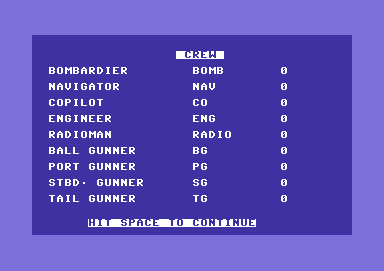 CREW
BOMBARDIER BOMB 0
NAVIGATOR NAV 0
COPILOT CO 0
ENGINEER ENG 0
RADIOMAN RADIO 0
BALL GUNNER BG 0
PORT GUNNER PG 0
STBD. GUNNER SG 0
TAIL GUNNER TG 0
HIT SPACE TO CONTINUE